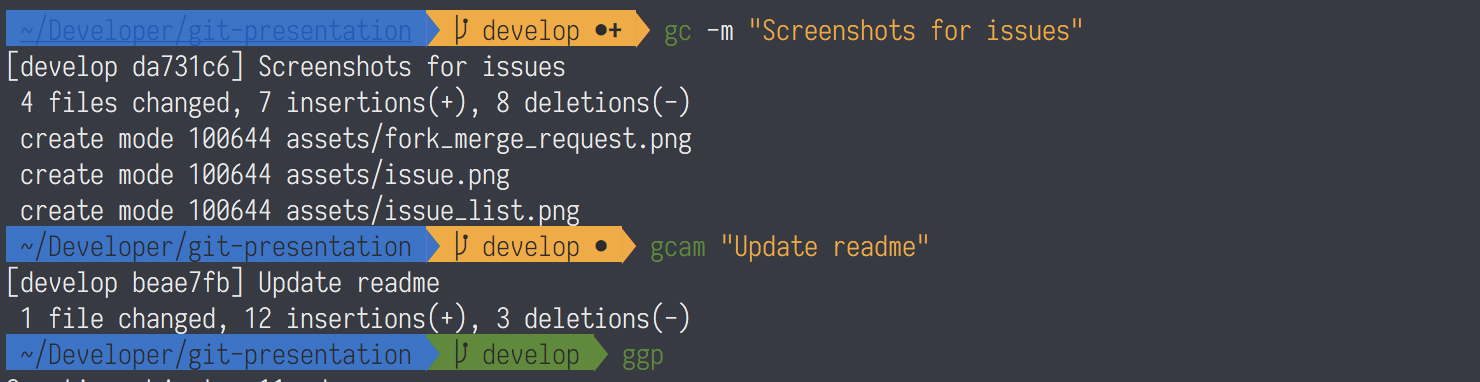 ~/Developer/git-presentation develop ●+ gc -m "Screenshots for issues"
[develop da731c6] Screenshots for issues
4 files changed, 7 insertions(+), 8 deletions(-)
create mode 100644 assets/fork_merge_request.png
create mode 100644 assets/issue.png
create mode 100644 assets/issue_list.png
~/Developer/git-presentation develop ● gcam "Update readme"
[develop beae7fb] Update readme
1 file changed, 12 insertions(+), 3 deletions(-)
~/Developer/git-presentation develop ggp